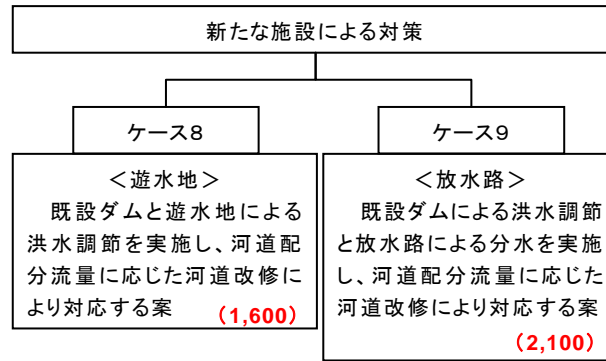 新たな施設による対策
ケース8
＜遊水地＞
既設ダムと遊水地による
洪水調節を実施し、河道配
分流量に応じた河道改修に
より対応する案 （1,600）
ケース9
＜放水路＞
既設ダムによる洪水調節
と放水路による分水を実施
し、河道配分流量に応じた
河道改修により対応する案
（2,100）